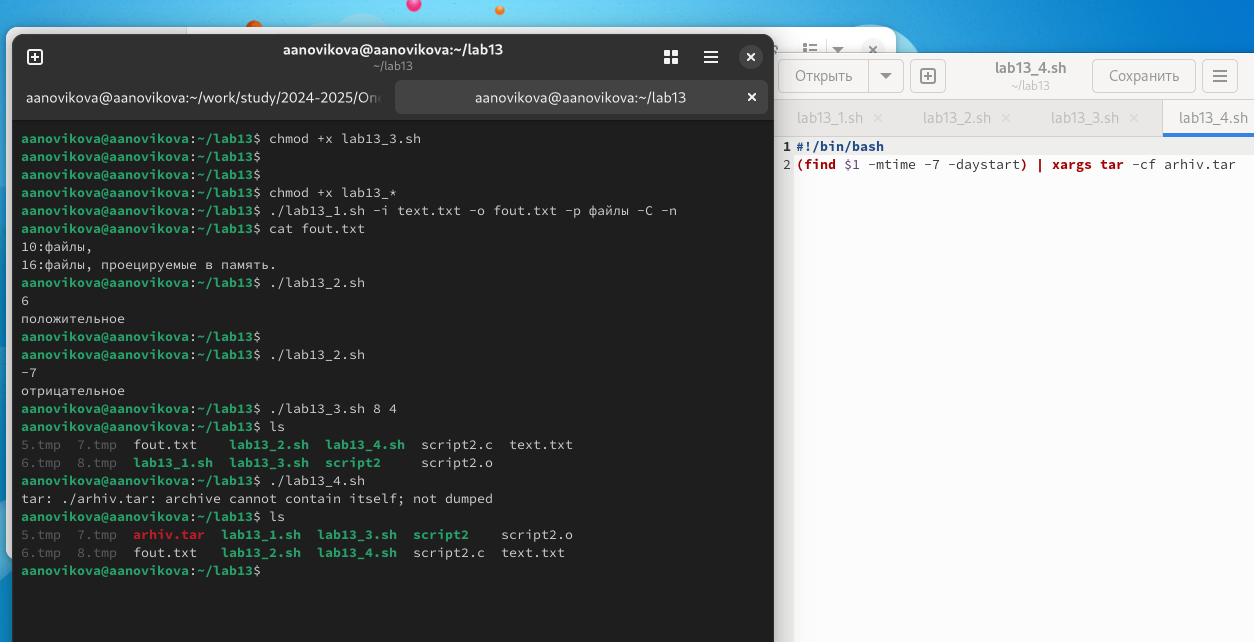 aanovikova@aanovikova:~/lab13
~/lab13
aanovikova@aanovikova:~/work/study/2024-2025/
aanovikova@aanovikova:~/lab13
aanovikova@aanovikova:~/lab13$ chmod +x lab13_3.sh
aanovikova@aanovikova:~/lab13$
aanovikova@aanovikova:~/lab13$
aanovikova@aanovikova:~/lab13$ chmod +x lab13_*
aanovikova@aanovikova:~/lab13$ ./lab13_1.sh -i text.txt -o fout.txt -p файлы -C -n
aanovikova@aanovikova:~/lab13$ cat fout.txt
10:файлы,
16:файлы, проецируемые в память.
aanovikova@aanovikova:~/lab13$ ./lab13_2.sh
6
положительное
aanovikova@aanovikova:~/lab13$
aanovikova@aanovikova:~/lab13$ ./lab13_2.sh
-7
отрицательное
aanovikova@aanovikova:~/lab13$ ./lab13_3.sh 8 4
aanovikova@aanovikova:~/lab13$ ls
5.tmp 7.tmp fout.txt lab13_2.sh lab13_4.sh script2.c text.txt
6.tmp 8.tmp lab13_1.sh lab13_3.sh script2 script2.o
aanovikova@aanovikova:~/lab13$ ./lab13_4.sh
tar: ./arhiv.tar: archive cannot contain itself; not dumped
aanovikova@aanovikova:~/lab13$ ls
5.tmp 7.tmp arhiv.tar lab13_1.sh lab13_3.sh script2 script2.o
6.tmp 8.tmp fout.txt lab13_2.sh lab13_4.sh script2.c text.txt
aanovikova@aanovikova:~/lab13$
Открыть
lab13_4.sh
~/lab13
Сохранить
lab13_1.sh lab13_2.sh lab13_3.sh lab13_4.sh
1 #!/bin/bash
2 (find $1 -mtime -7 -daystart) | xargs tar -cf arhiv.tar